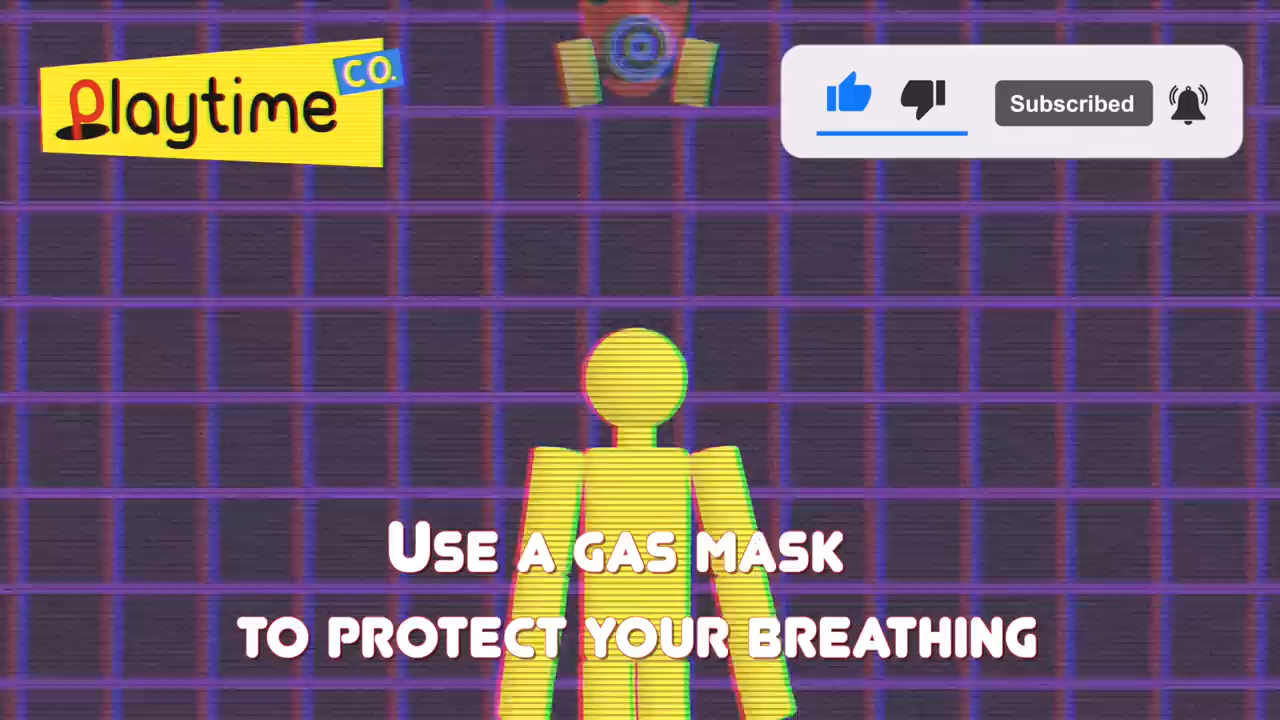 Playtime
CO.
Subscribed
USE A GAS MASK
TO PROTECT YOUR BREATHING